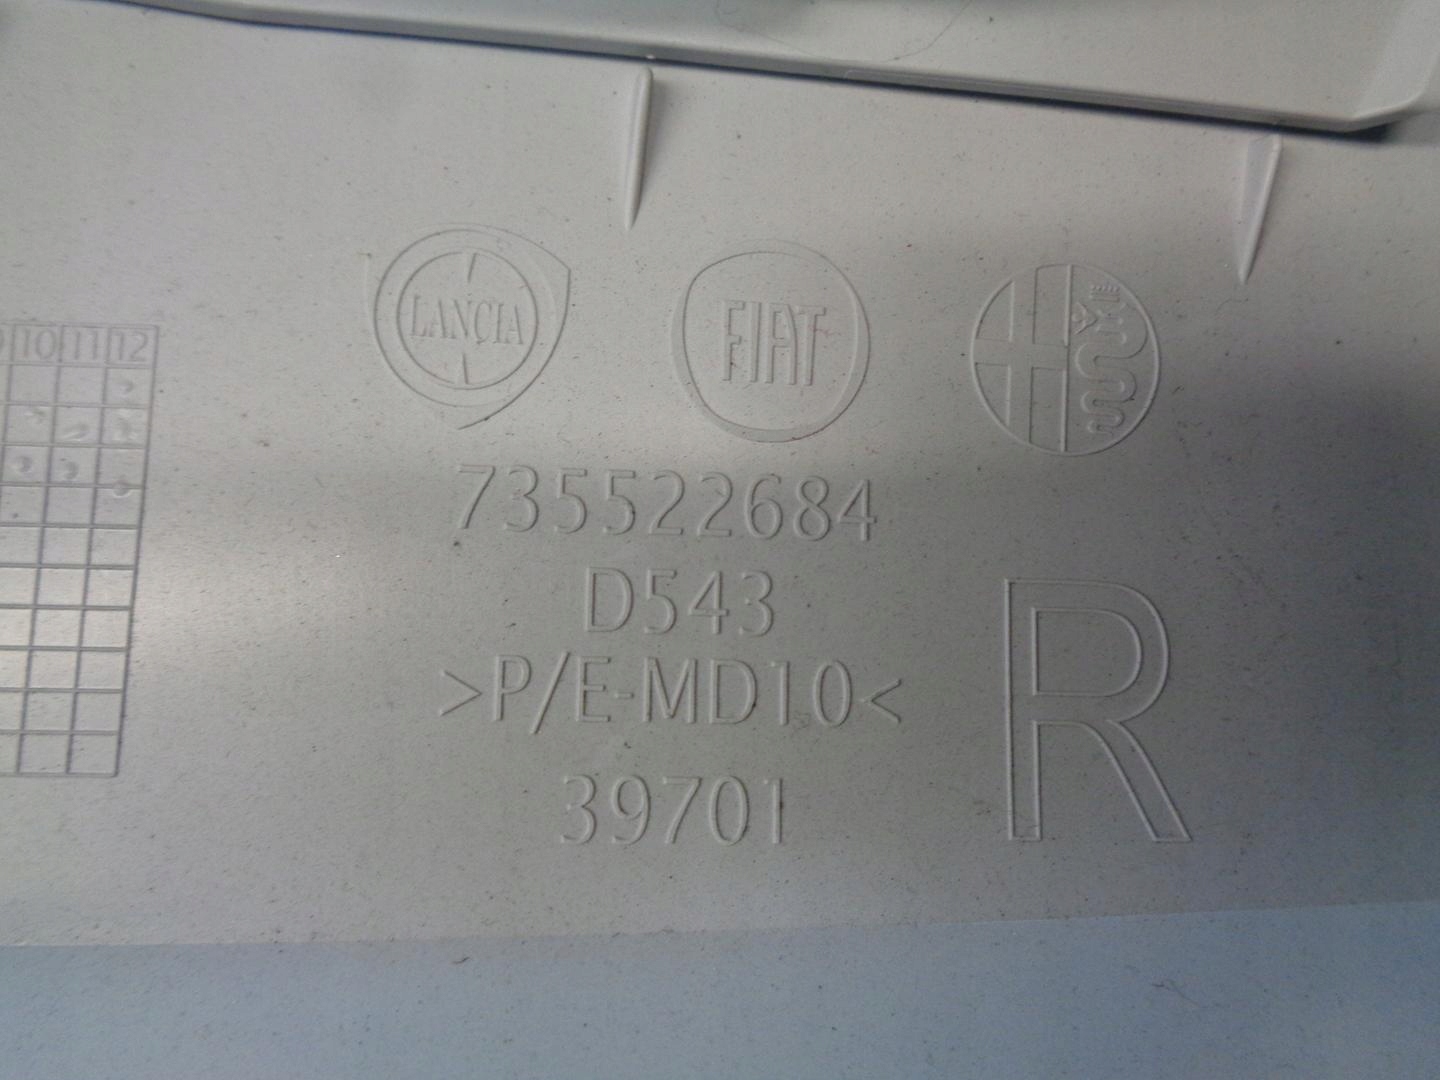 10 11 12
LANCIA
FIAT
735522684
D543
>P/E-MD10<
39701
R